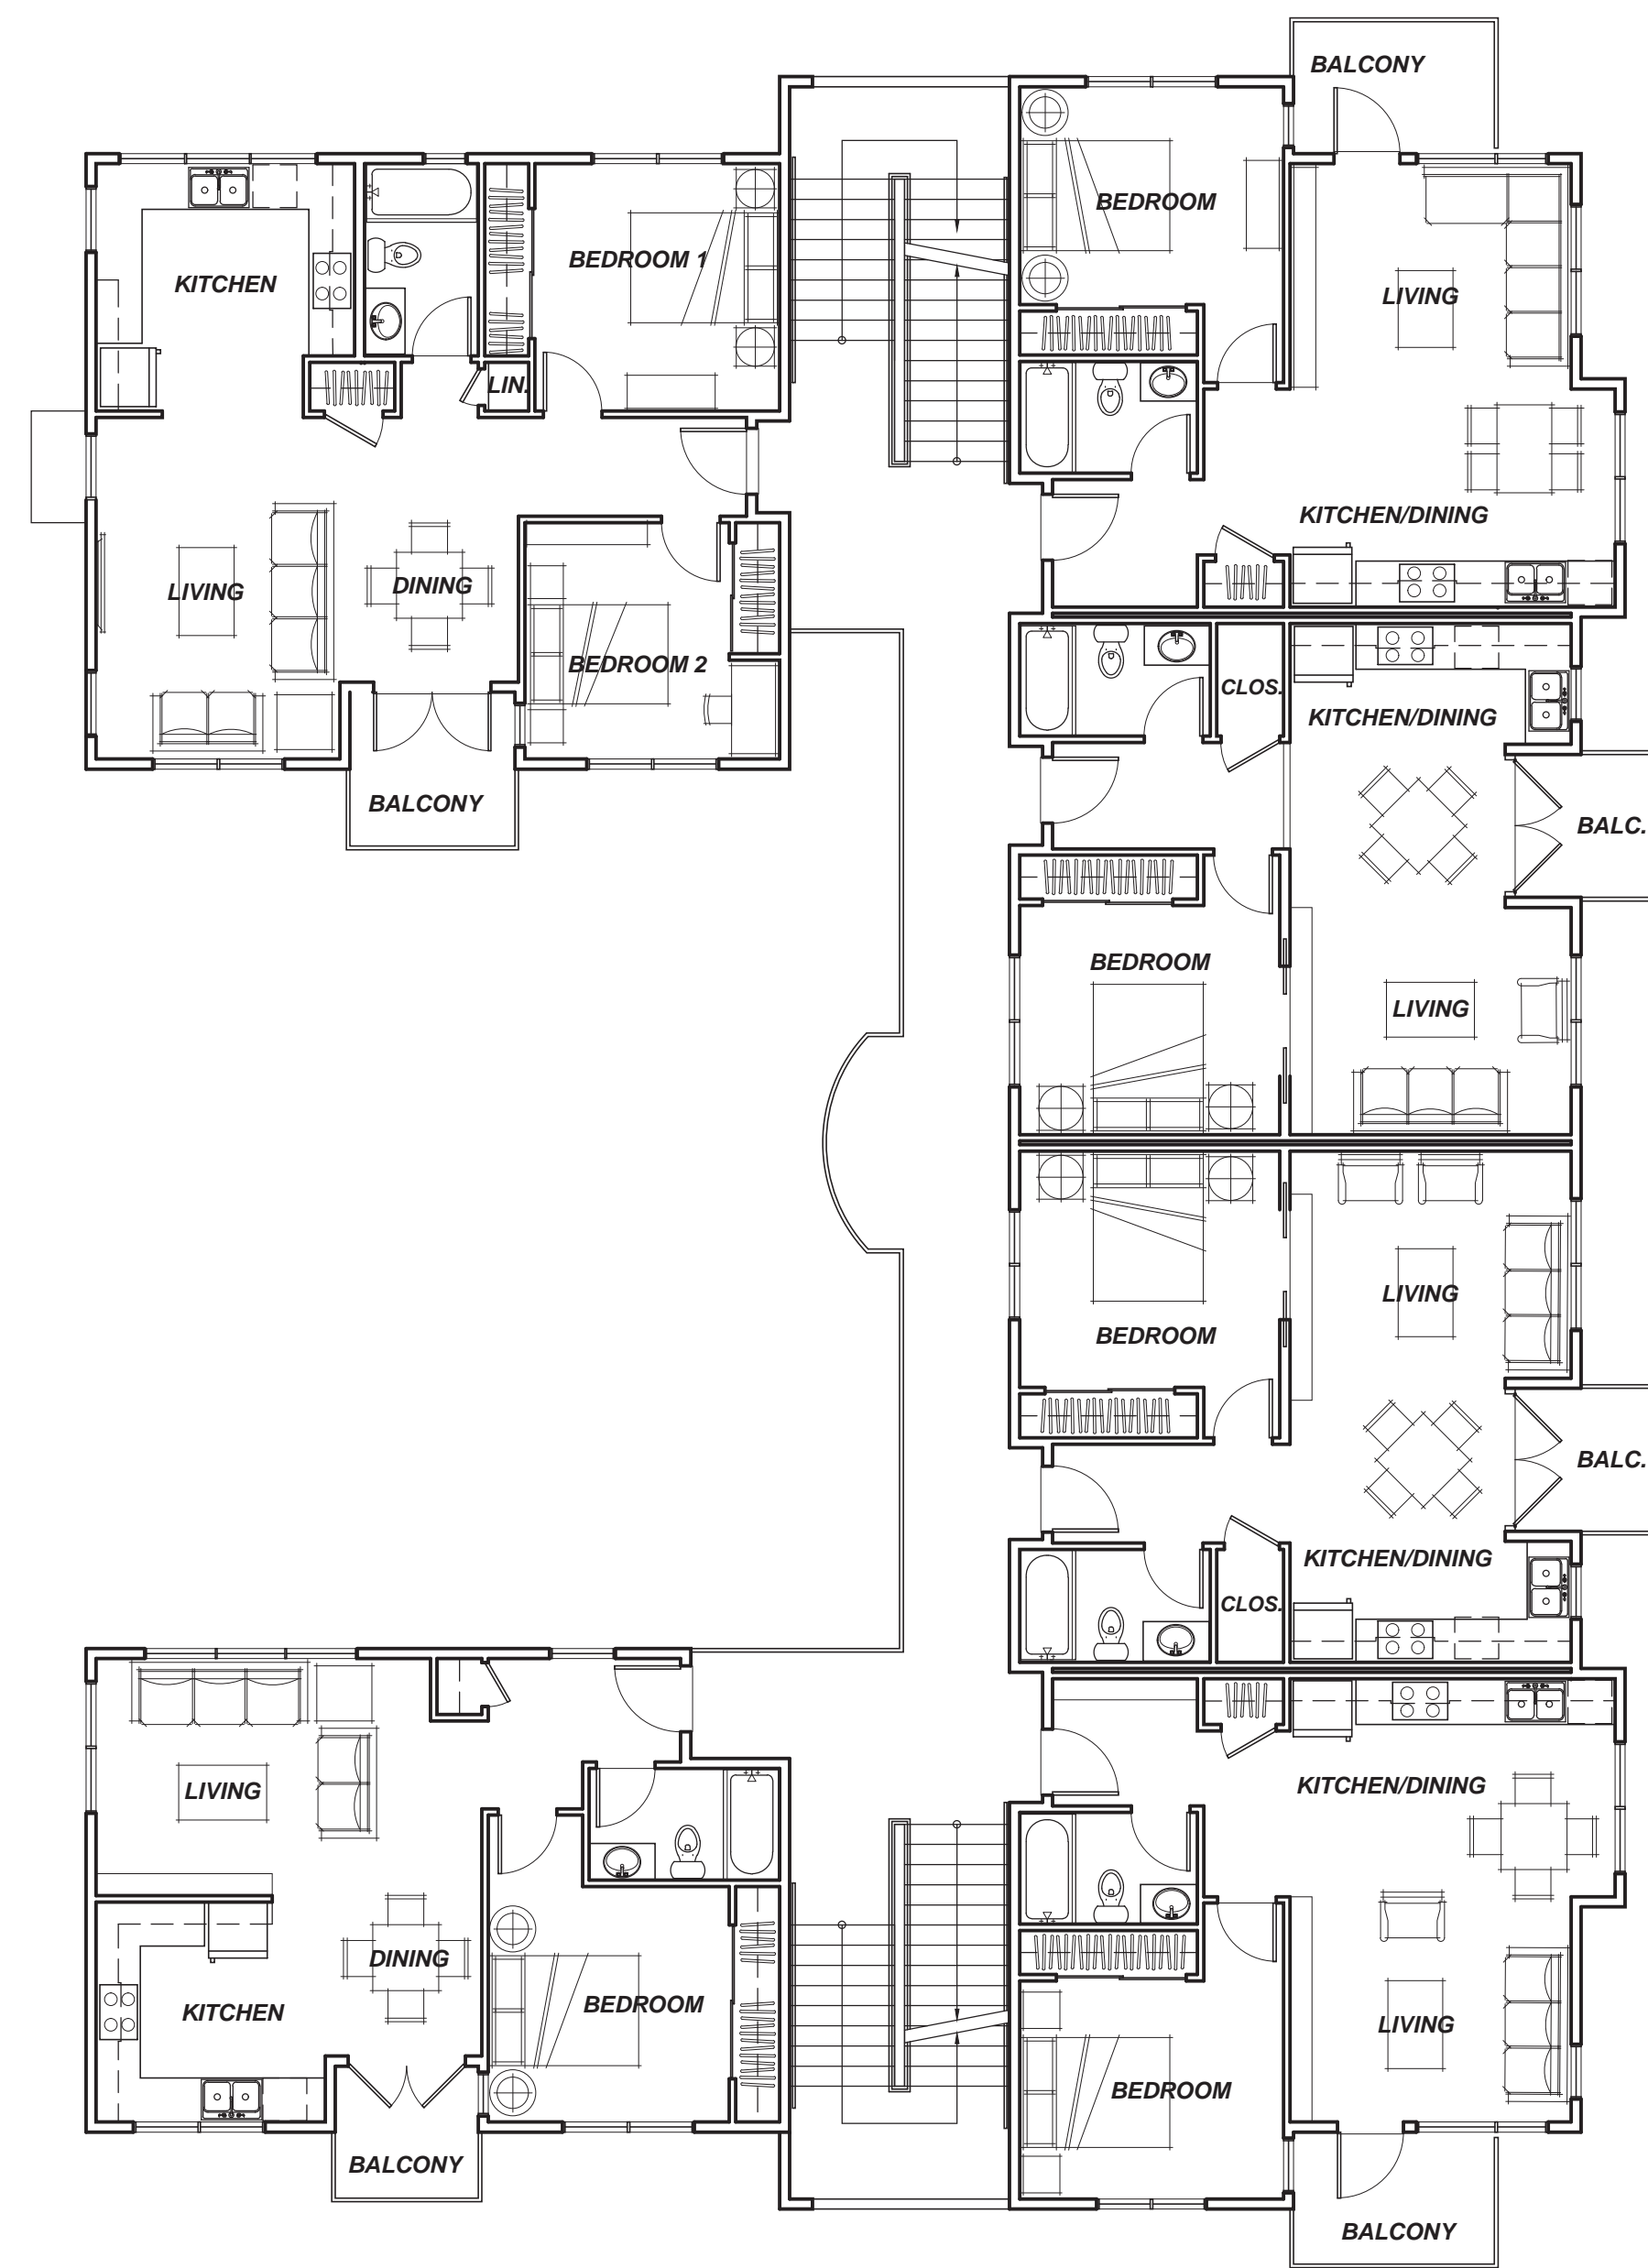 BALCONY
BEDROOM
BEDROOM 1
KITCHEN
LIVING
LIN.
KITCHEN/DINING
DINING
LIVING
BEDROOM 2
CLOS.
KITCHEN/DINING
BALCONY
BALC.
BEDROOM
LIVING
LIVING
BEDROOM
BALC.
KITCHEN/DINING
CLOS.
LIVING
KITCHEN/DINING
DINING
BEDROOM
KITCHEN
LIVING
BEDROOM
BALCONY
BALCONY